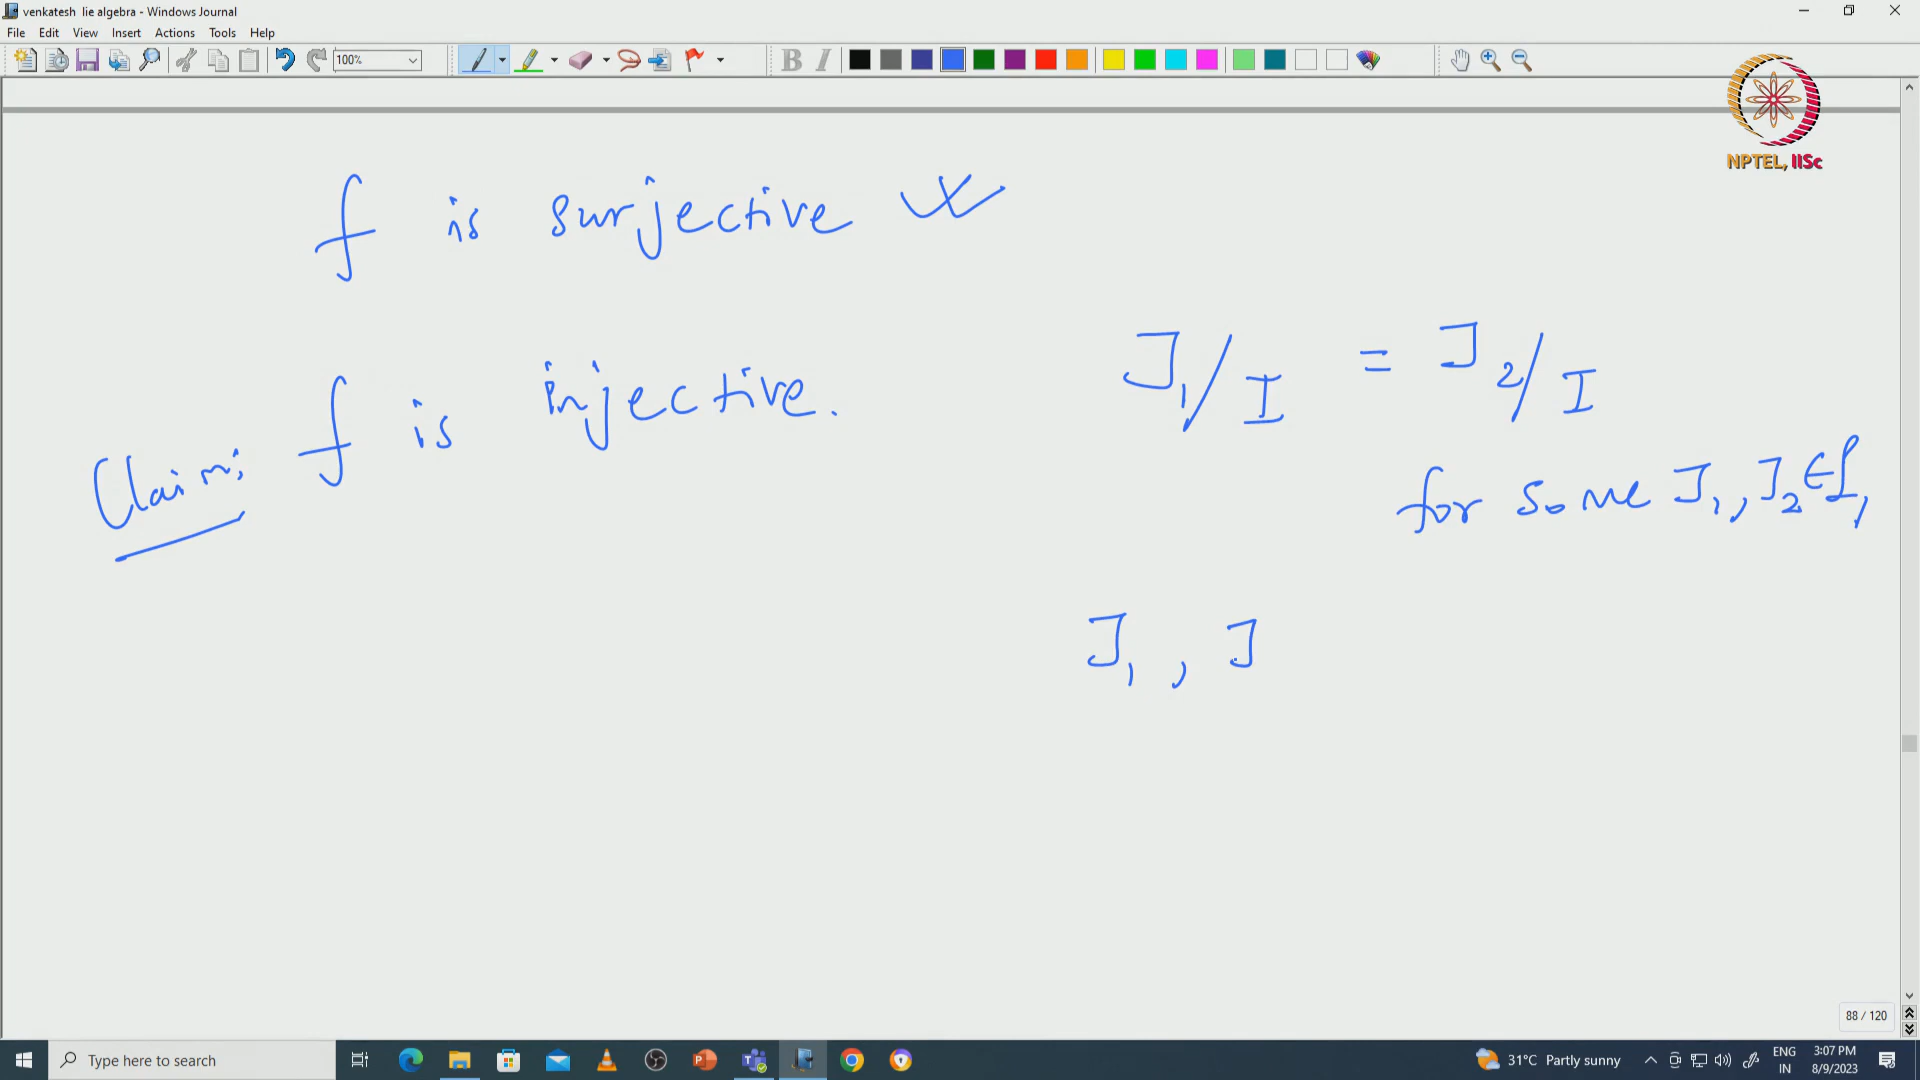 venkatesh lie algebra - Windows Journal
File Edit View Insert Actions Tools Help
100%
B I
NPTEL, IISc
f is surjective
J₁/I = J₂/I
Claim: f is injective.
for some J₁, J₂ ∈ ℒ₁
J₁, J
88 / 120
Type here to search
31°C Partly sunny
ENG
IN
3:07 PM
8/9/2023